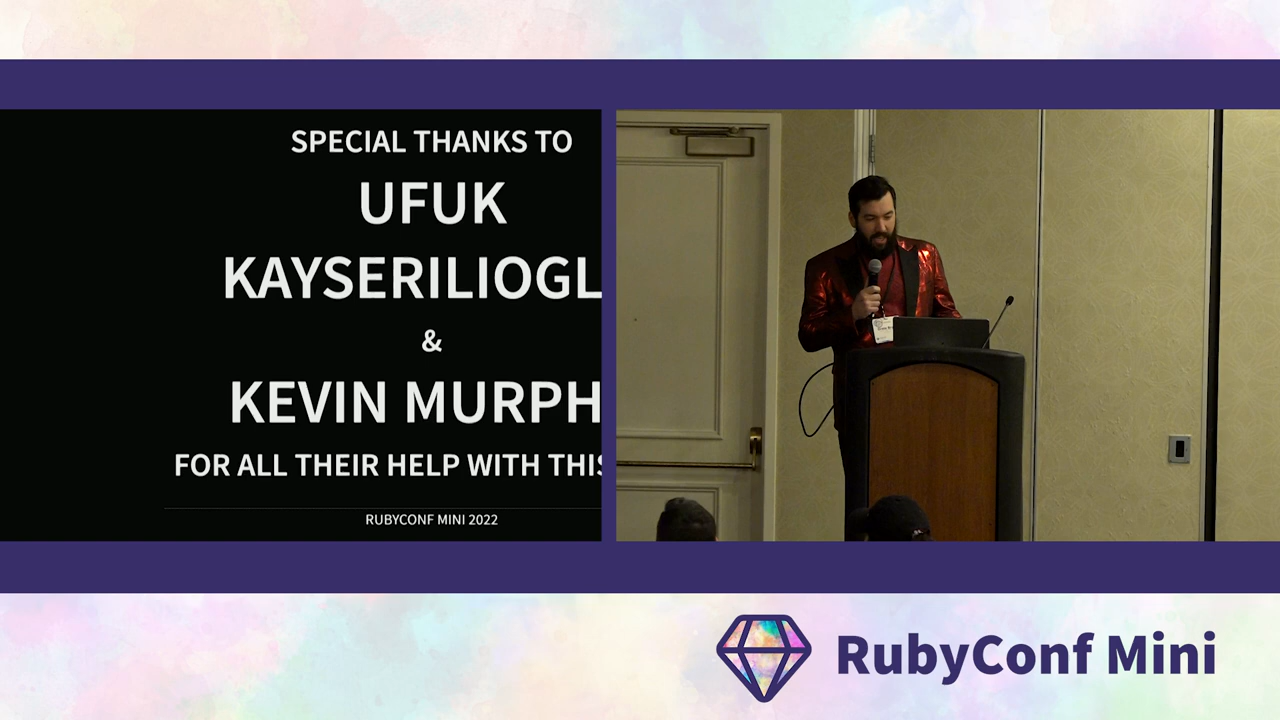 SPECIAL THANKS TO
UFUK
KAYSERILIOGL
&
KEVIN MURPH
FOR ALL THEIR HELP WITH THIS
RUBYCONF MINI 2022
RubyConf Mini